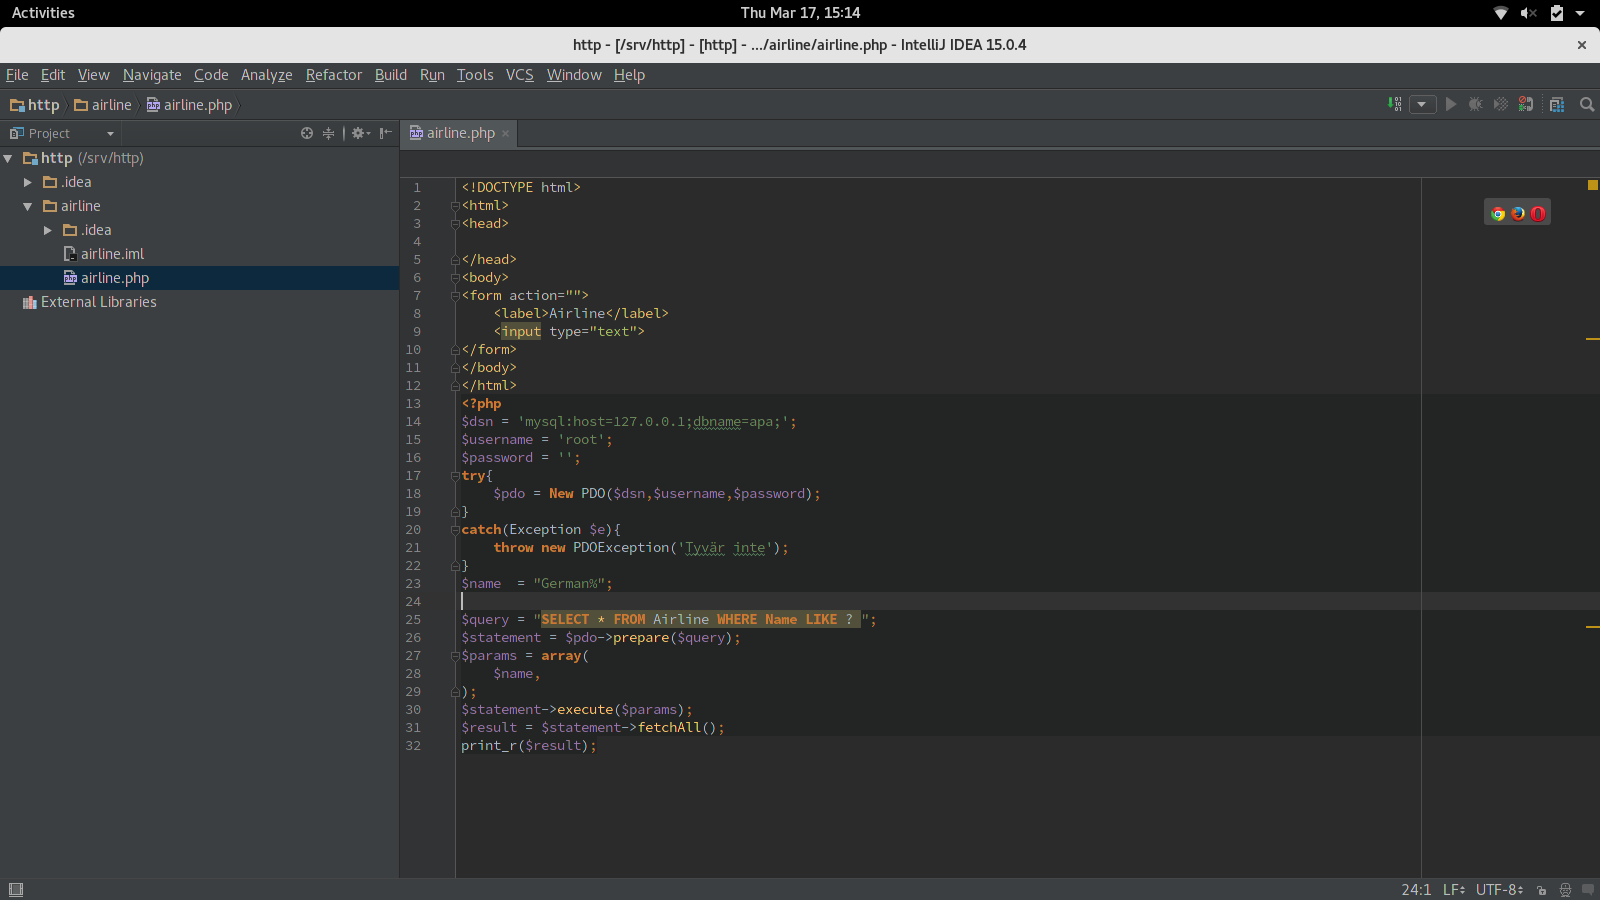 Activities
Thu Mar 17, 15:14
http - [/srv/http] - [http] - .../airline/airline.php - IntelliJ IDEA 15.0.4
File Edit View Navigate Code Analyze Refactor Build Run Tools VCS Window Help
http airline airline.php
Project
airline.php
http (/srv/http)
.idea
airline
.idea
airline.iml
airline.php
External Libraries
1 <!DOCTYPE html>
2 <html>
3 <head>
4
5 </head>
6 <body>
7 <form action="">
8     <label>Airline</label>
9     <input type="text">
10 </form>
11 </body>
12 </html>
13 <?php
14 $dsn = 'mysql:host=127.0.0.1;dbname=apa;';
15 $username = 'root';
16 $password = '';
17 try{
18     $pdo = New PDO($dsn,$username,$password);
19 }
20 catch(Exception $e){
21     throw new PDOException('Tyvär inte');
22 }
23 $name  = "German%";
24
25 $query = "SELECT * FROM Airline WHERE Name LIKE ? ";
26 $statement = $pdo->prepare($query);
27 $params = array(
28     $name,
29 );
30 $statement->execute($params);
31 $result = $statement->fetchAll();
32 print_r($result);
24:1 LF UTF-8